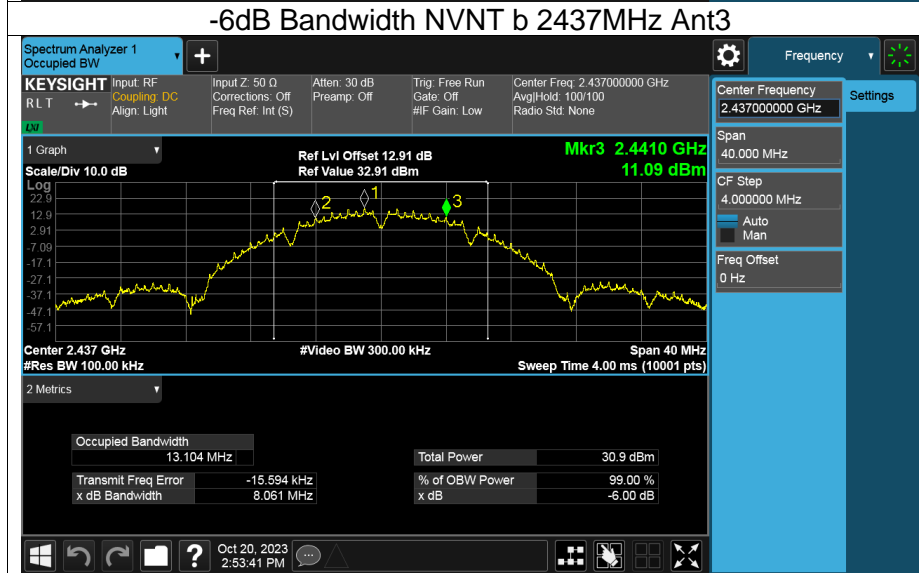 -6dB Bandwidth NVNT b 2437MHz Ant3
Spectrum Analyzer 1
Occupied BW
+
Frequency
KEYSIGHT
R L T
LXI
Input: RF
Coupling: DC
Align: Light
Input Z: 50 Ω
Corrections: Off
Freq Ref: Int (S)
Atten: 30 dB
Preamp: Off
Trig: Free Run
Gate: Off
#IF Gain: Low
Center Freq: 2.437000000 GHz
Avg|Hold: 100/100
Radio Std: None
Center Frequency
2.437000000 GHz
Settings
Span
40.000 MHz
CF Step
4.000000 MHz
Auto
Man
Freq Offset
0 Hz
1 Graph
Ref Lvl Offset 12.91 dB
Mkr3 2.4410 GHz
Scale/Div 10.0 dB
Ref Value 32.91 dBm
11.09 dBm
Log
22.9
12.9
2.91
-7.09
-17.1
-27.1
-37.1
-47.1
-57.1
1
2
3
Center 2.437 GHz
#Video BW 300.00 kHz
Span 40 MHz
#Res BW 100.00 kHz
Sweep Time 4.00 ms (10001 pts)
2 Metrics
Occupied Bandwidth
13.104 MHz
Total Power 30.9 dBm
Transmit Freq Error -15.594 kHz
% of OBW Power 99.00 %
x dB Bandwidth 8.061 MHz
x dB -6.00 dB
?
Oct 20, 2023
2:53:41 PM